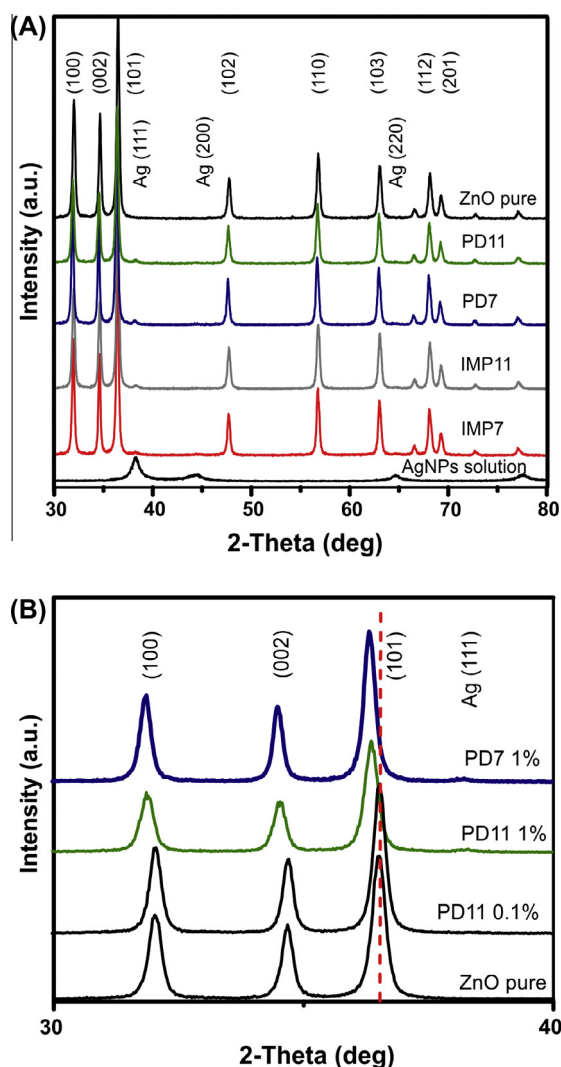 (A)
(100)
(002)
(101)
Ag (111)
Ag (200)
(102)
(110)
(103)
Ag (220)
(112)
(201)
ZnO pure
PD11
PD7
IMP11
IMP7
AgNPs solution
Intensity (a.u.)
30 40 50 60 70 80
2-Theta (deg)
(B)
(100)
(002)
(101)
Ag (111)
PD7 1%
PD11 1%
PD11 0.1%
ZnO pure
Intensity (a.u.)
30 40
2-Theta (deg)